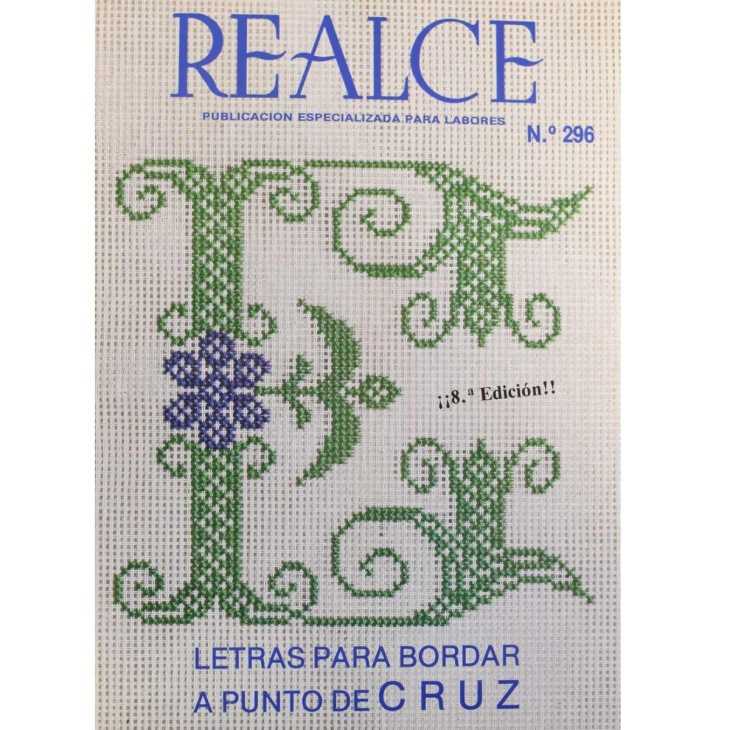 REALCE
PUBLICACION ESPECIALIZADA PARA LABORES
N.º 296
¡¡8.ª Edición!!
LETRAS PARA BORDAR
A PUNTO DE CRUZ